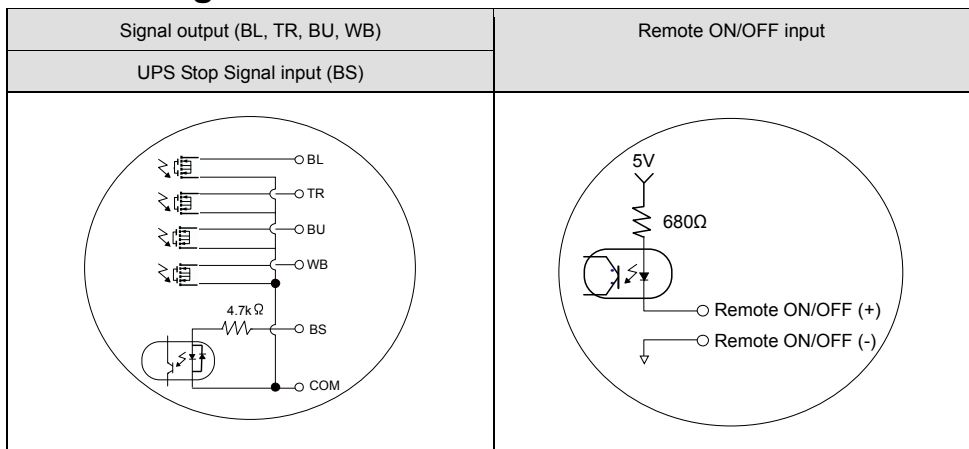 Signal output (BL, TR, BU, WB)
UPS Stop Signal input (BS)
Remote ON/OFF input
BL
TR
BU
WB
4.7k Ω
BS
COM
5V
680Ω
Remote ON/OFF (+)
Remote ON/OFF (-)